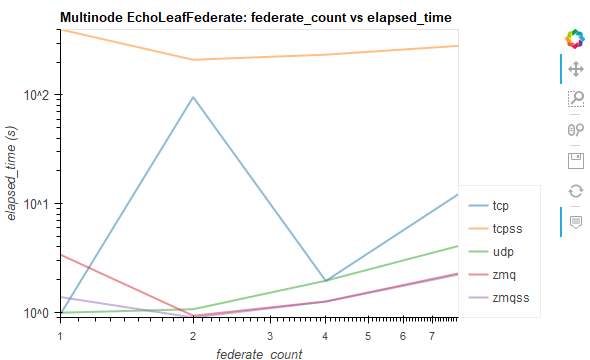 Multinode EchoLeafFederate: federate_count vs elapsed_time
elapsed_time (s)
10^2
10^1
10^0
1 2 3 4 5 6 7
federate_count
tcp
tcpss
udp
zmq
zmqss